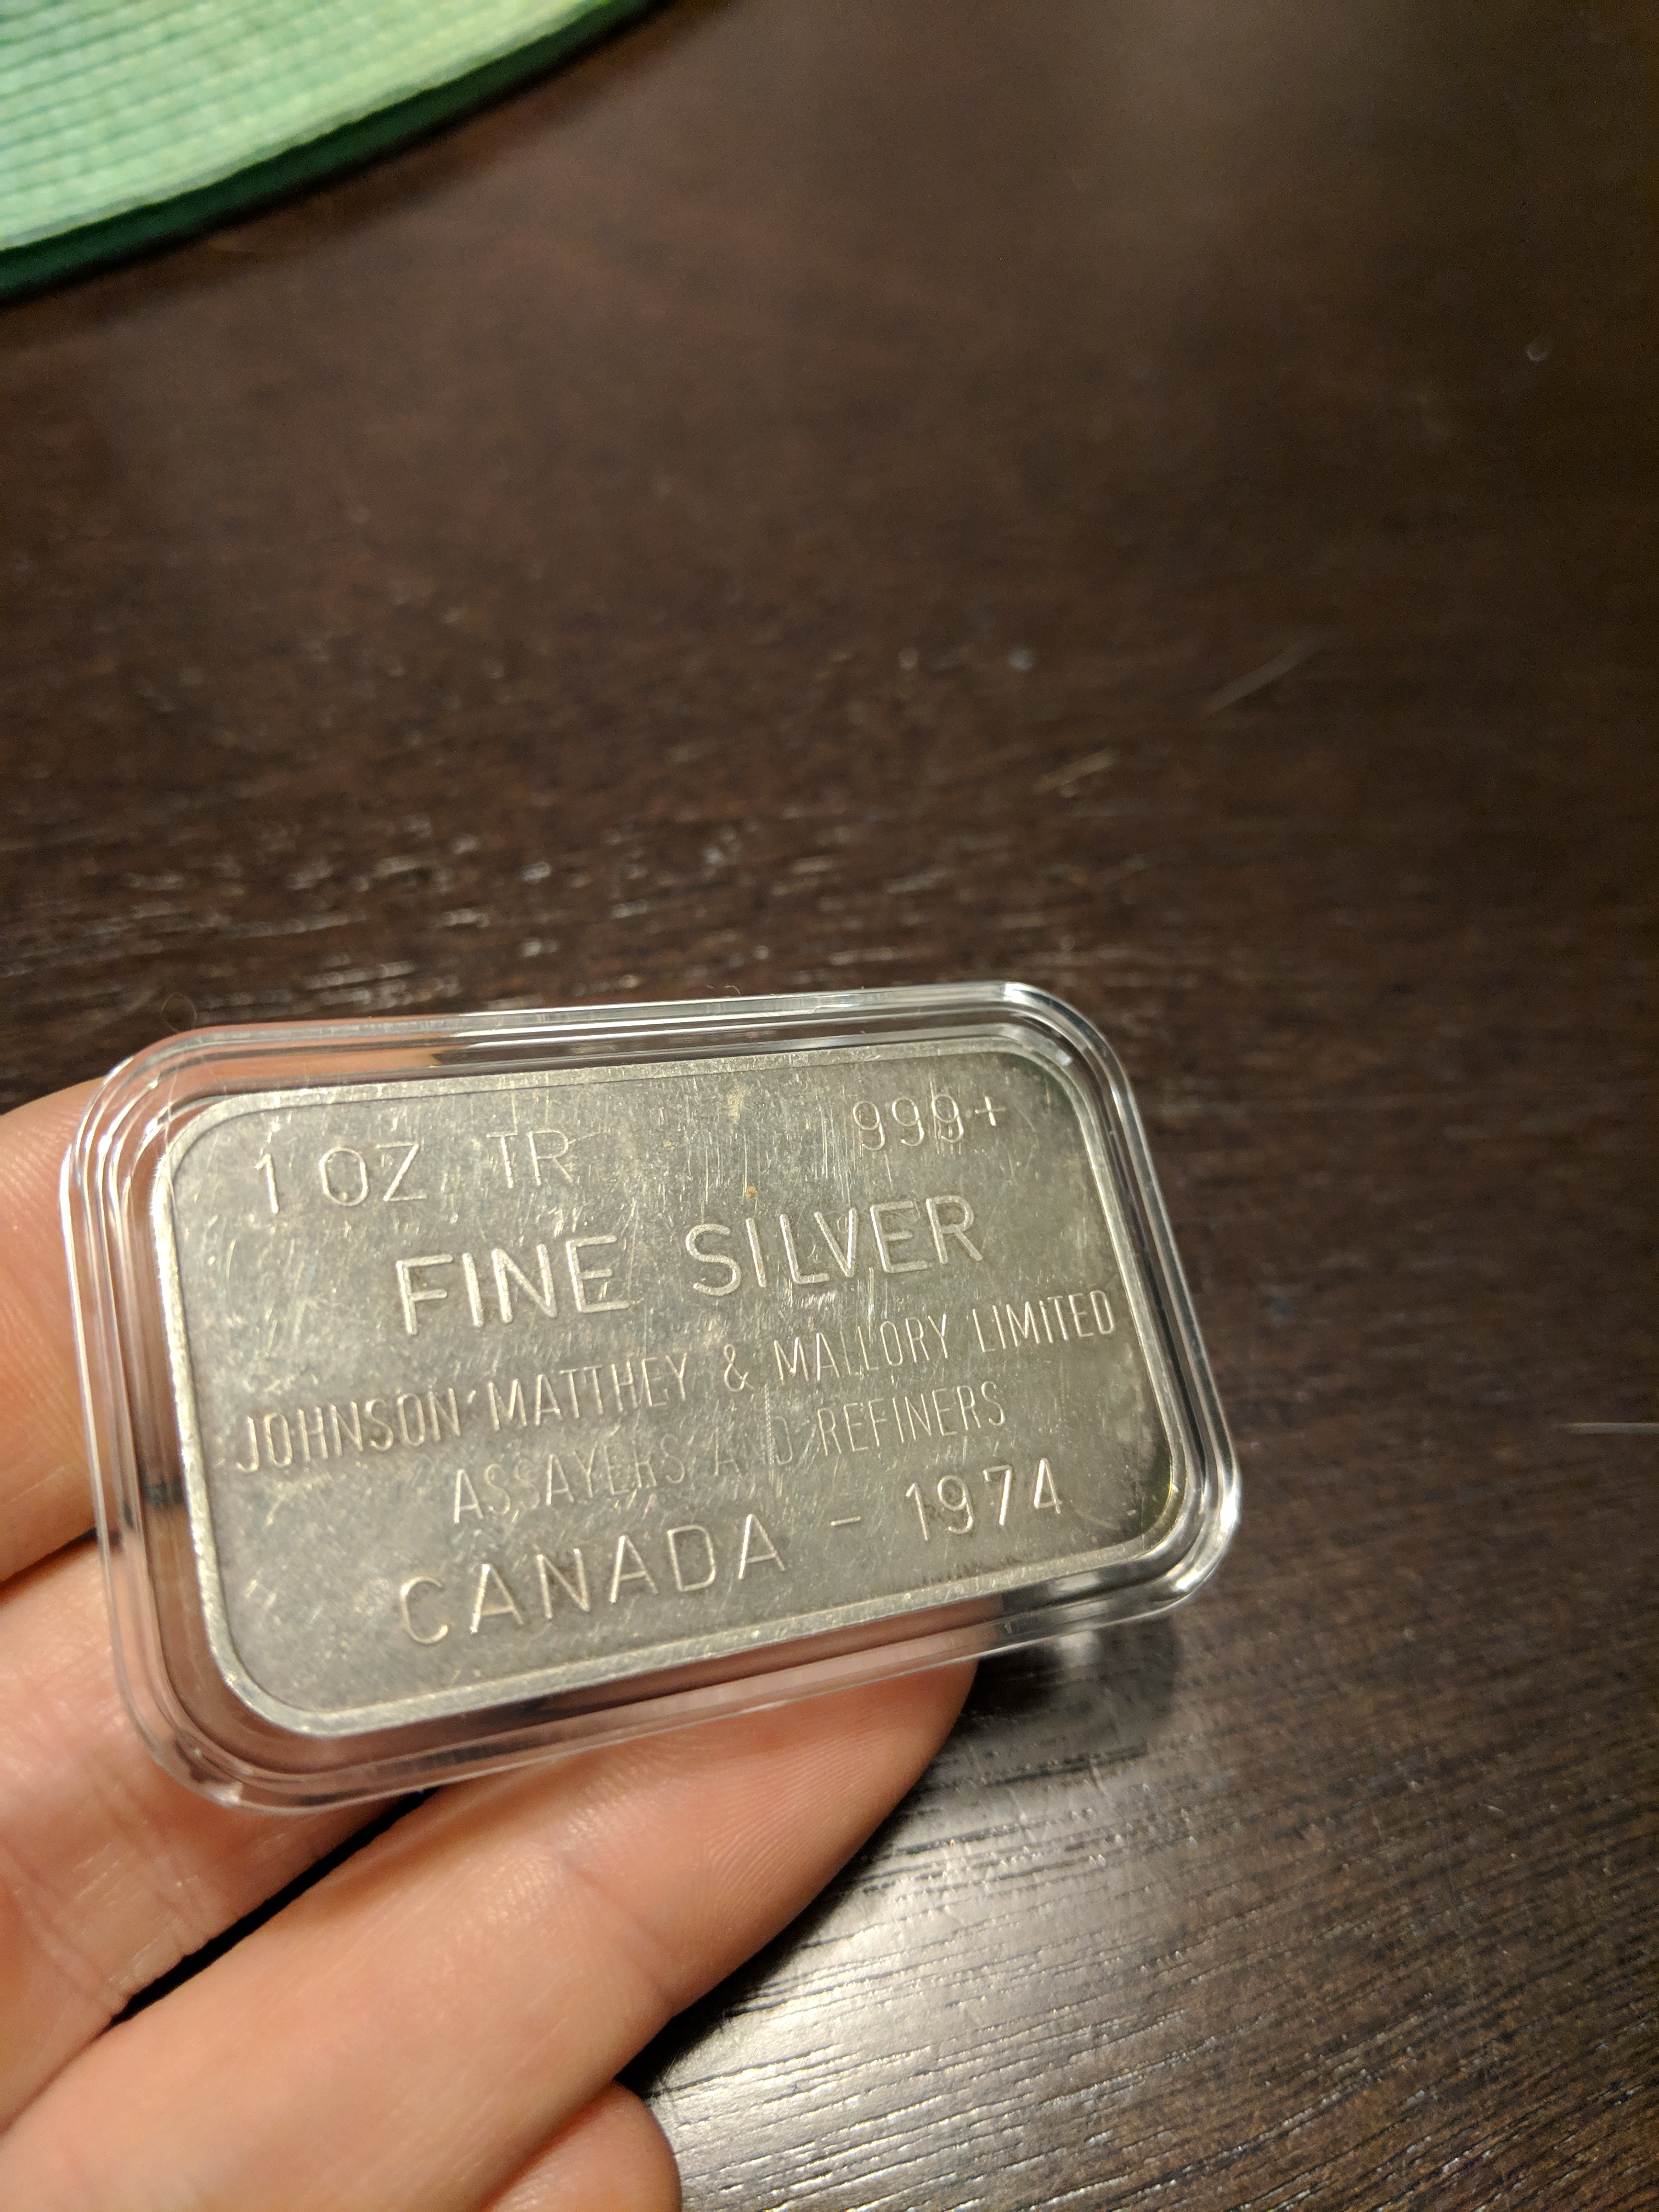 1 OZ TR 999+
FINE SILVER
JOHNSON MATTHEY & MALLORY LIMITED
ASSAYERS AND REFINERS
CANADA - 1974